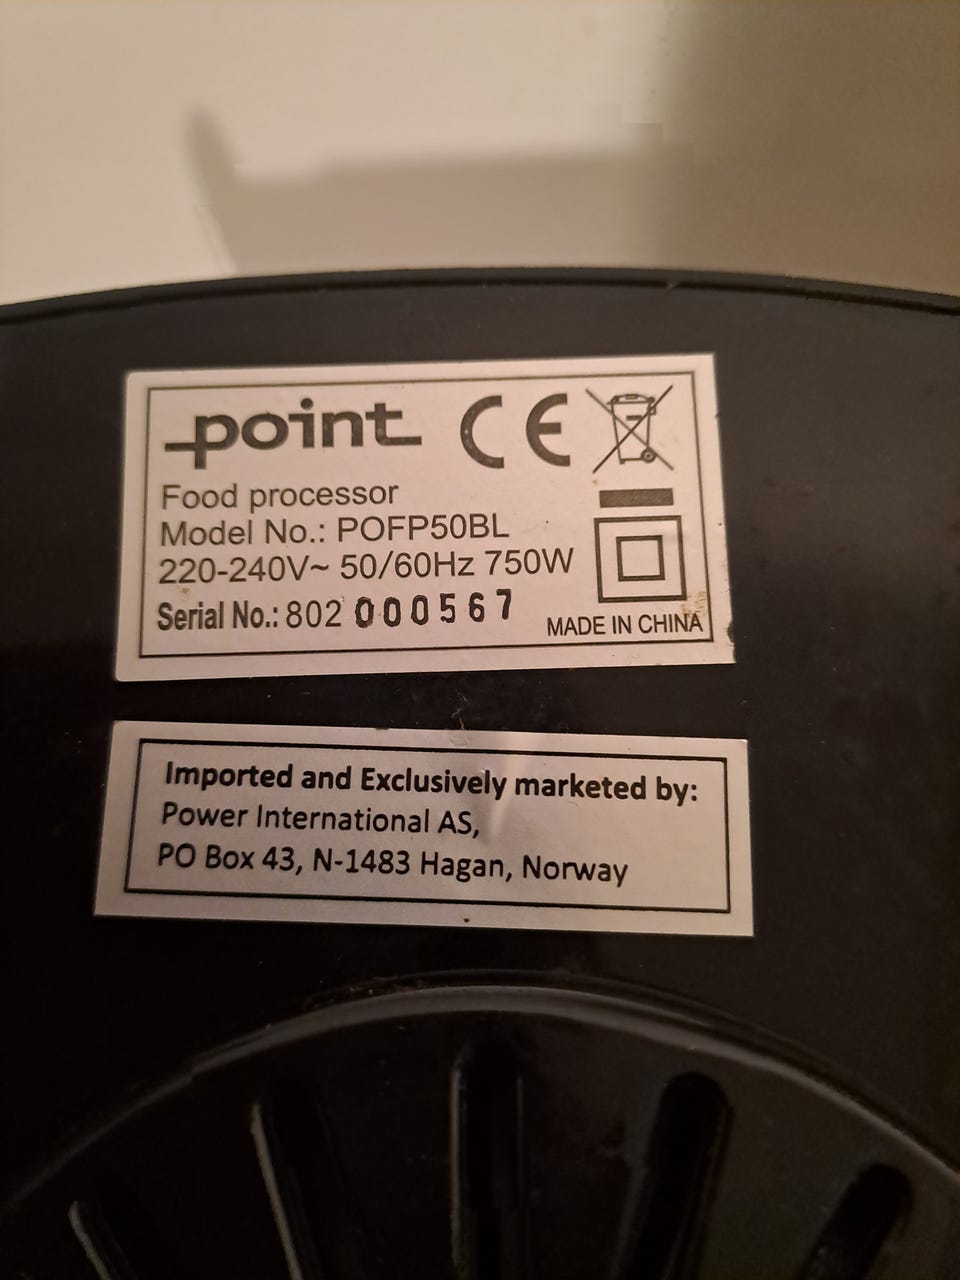 point CE
Food processor
Model No.: POFP50BL
220-240V~ 50/60Hz 750W
Serial No.: 802 000567
MADE IN CHINA
Imported and Exclusively marketed by:
Power International AS,
PO Box 43, N-1483 Hagan, Norway